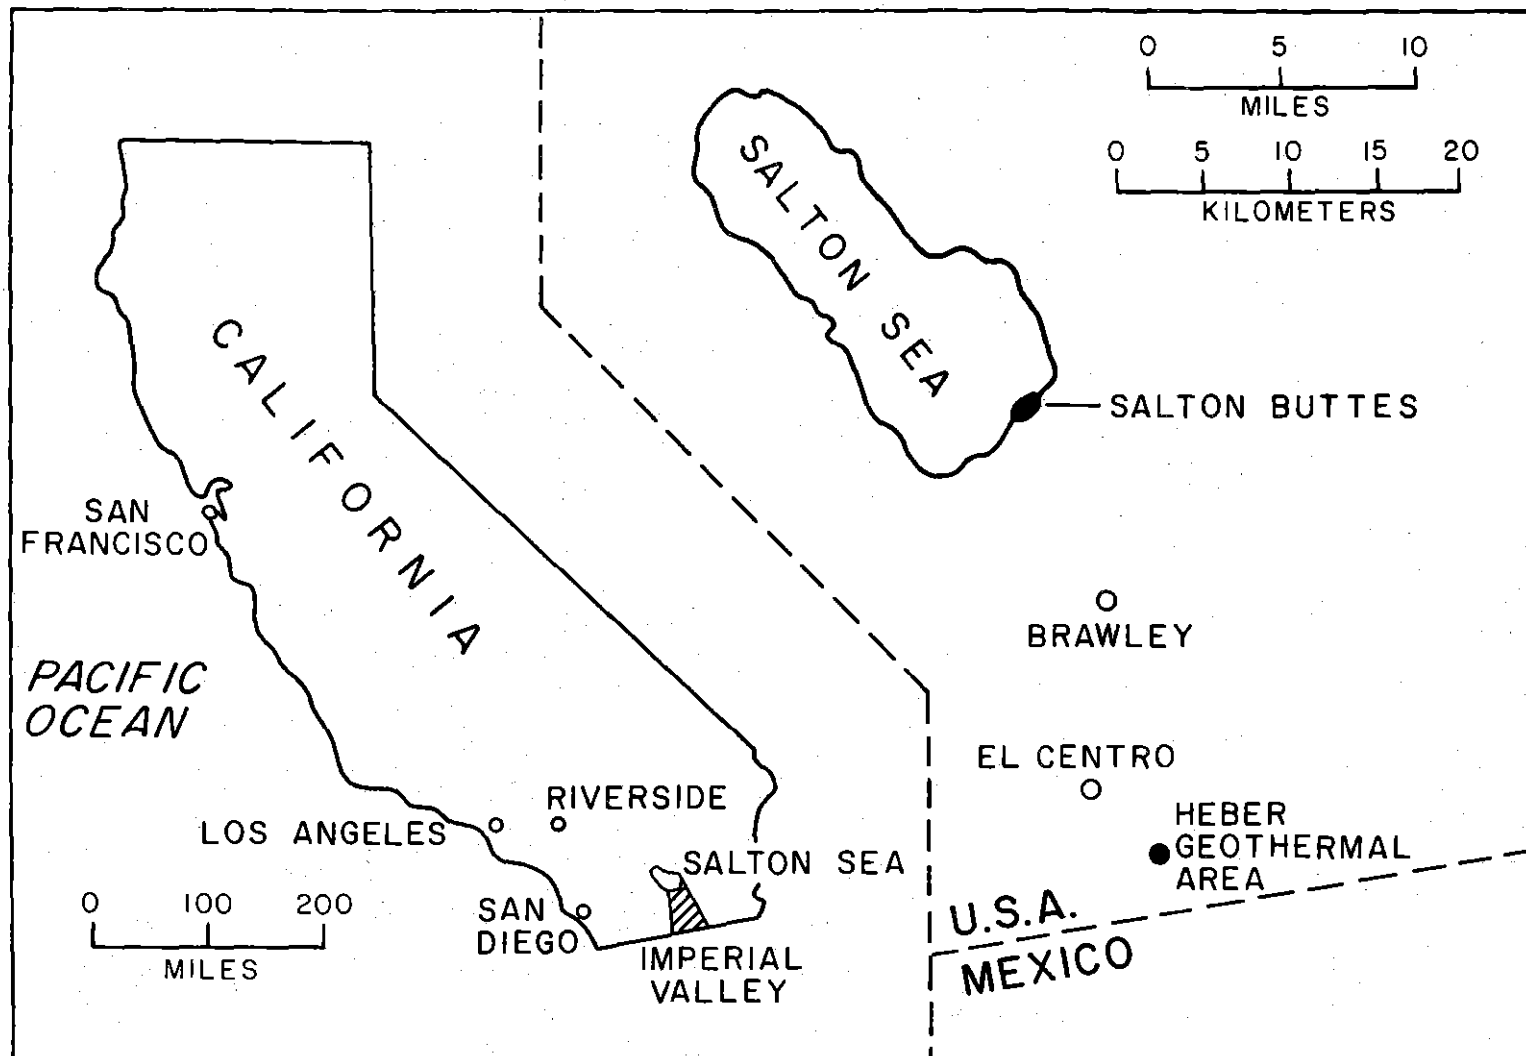 0 5 10
MILES
0 5 10 15 20
KILOMETERS
SALTON SEA
SALTON BUTTES
CALIFORNIA
SAN
FRANCISCO
PACIFIC
OCEAN
BRAWLEY
EL CENTRO
HEBER
GEOTHERMAL
AREA
RIVERSIDE
LOS ANGELES
SALTON SEA
SAN
DIEGO
IMPERIAL
VALLEY
0 100 200
MILES
U.S.A.
MEXICO